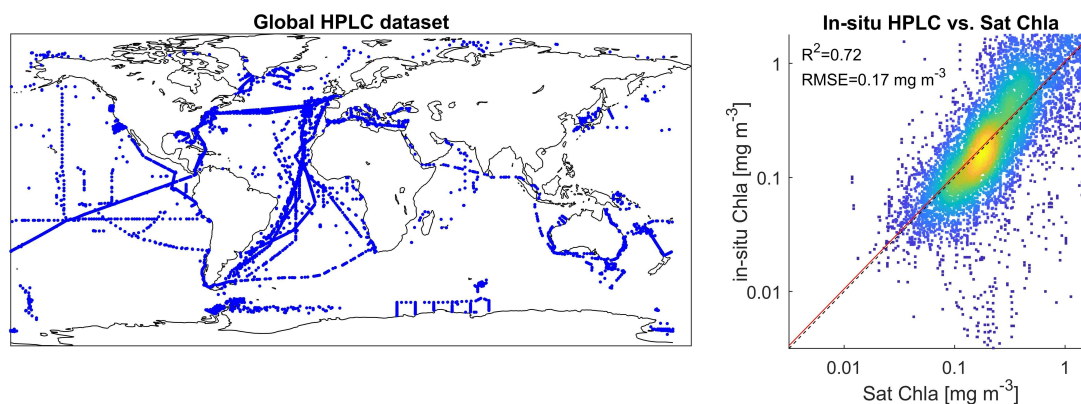 Global HPLC dataset
In-situ HPLC vs. Sat Chla
R²=0.72
RMSE=0.17 mg m⁻³
1
0.1
0.01
in-situ Chla [mg m⁻³]
0.01 0.1 1
Sat Chla [mg m⁻³]